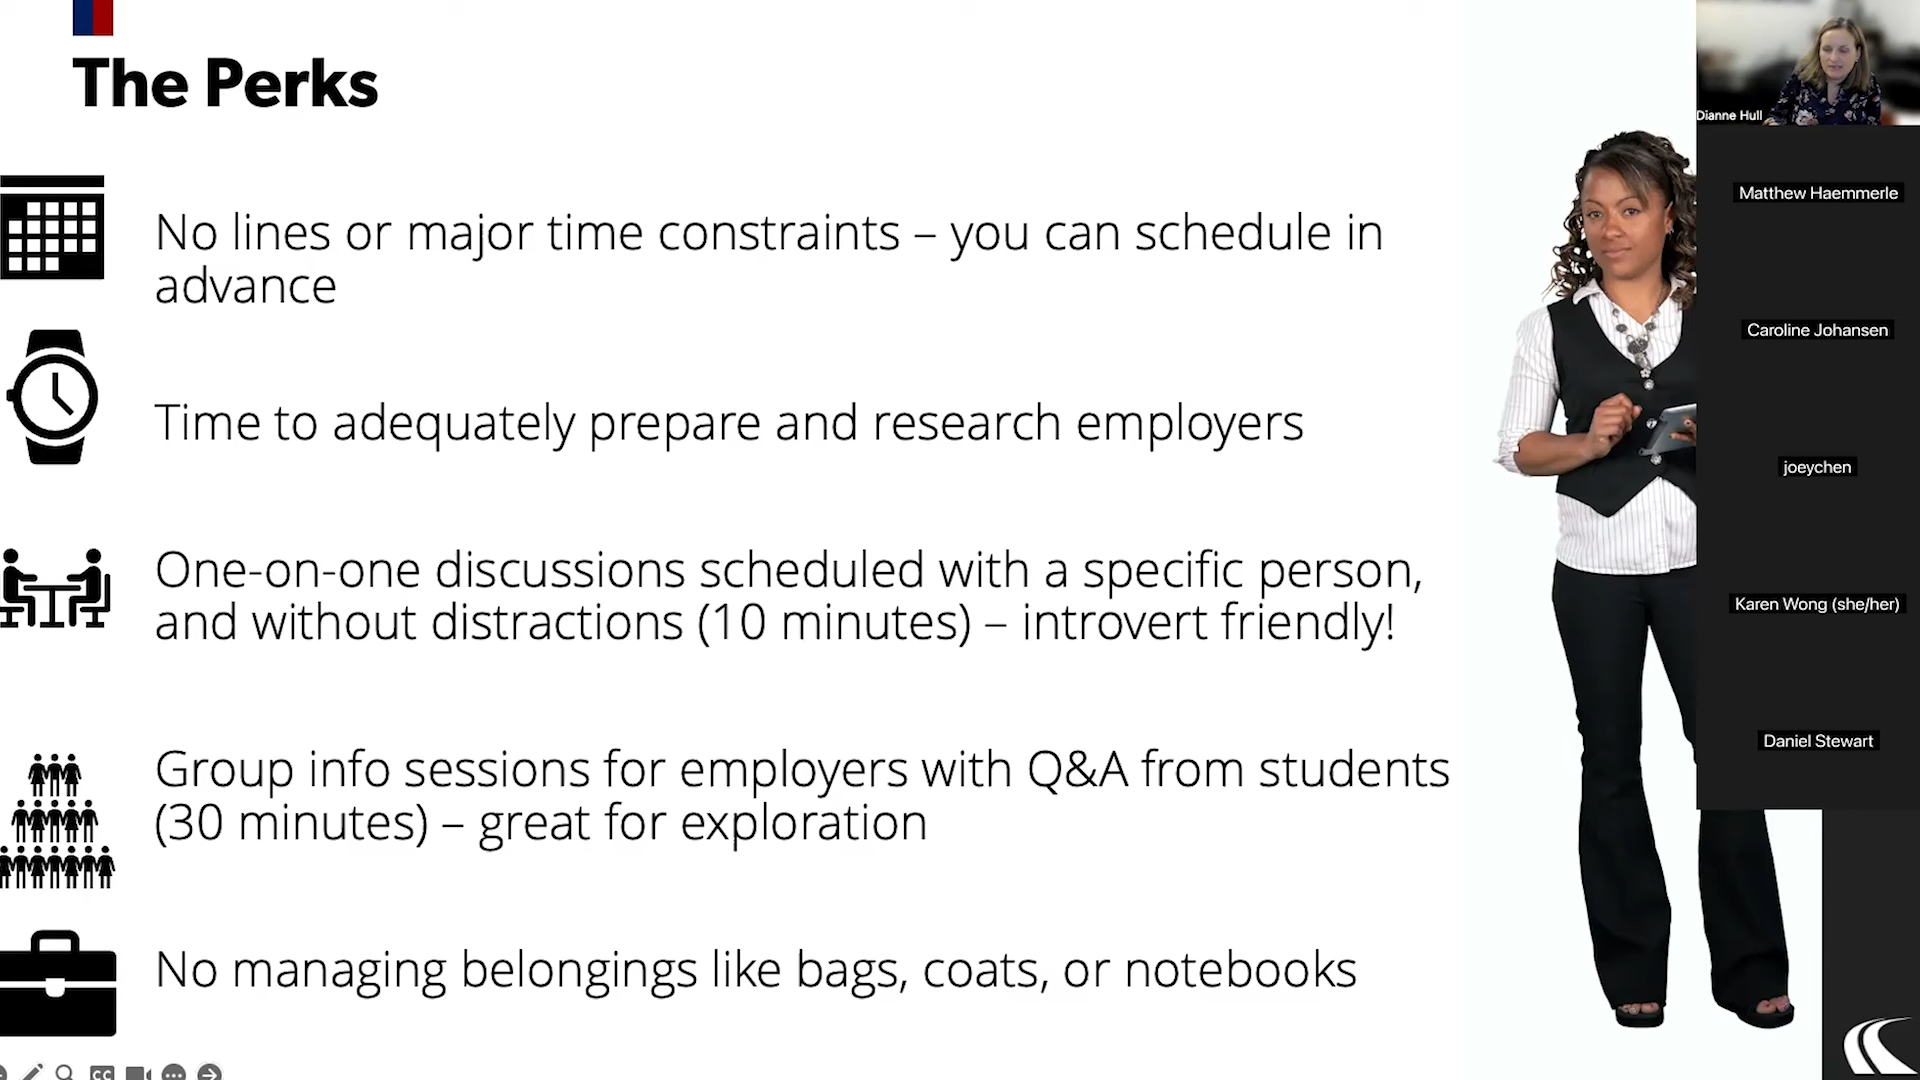 The Perks
No lines or major time constraints – you can schedule in
advance
Time to adequately prepare and research employers
One-on-one discussions scheduled with a specific person,
and without distractions (10 minutes) – introvert friendly!
Group info sessions for employers with Q&A from students
(30 minutes) – great for exploration
No managing belongings like bags, coats, or notebooks
CC
Dianne Hull
Matthew Haemmerle
Caroline Johansen
joeychen
Karen Wong (she/her)
Daniel Stewart